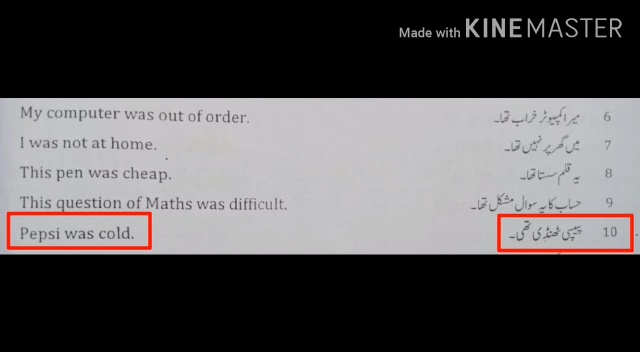 Made with KINEMASTER
My computer was out of order. میرا کمپیوٹر خراب تھا۔ 6
I was not at home. میں گھر پر نہیں تھا۔ 7
This pen was cheap. یہ قلم سستا تھا۔ 8
This question of Maths was difficult. حساب کا یہ سوال مشکل تھا۔ 9
Pepsi was cold. پیپسی ٹھنڈی تھی۔ 10